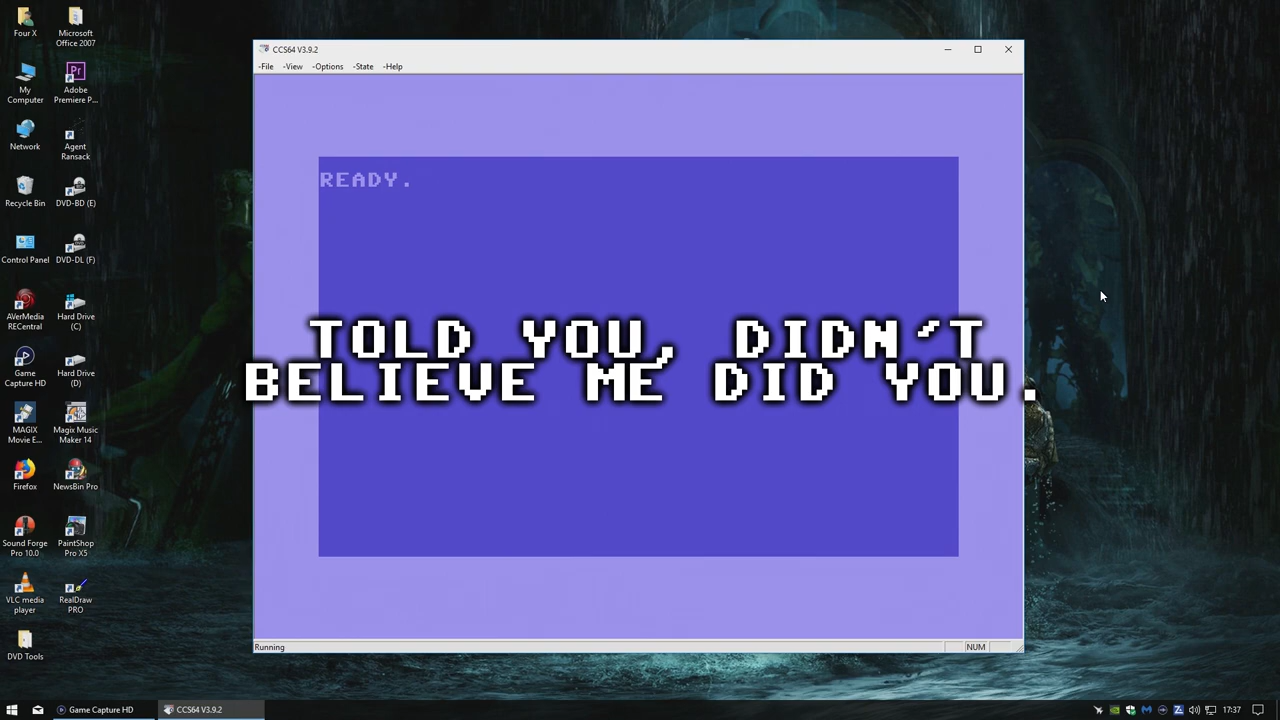 Four X
Microsoft
Office 2007
My
Computer
Adobe
Premiere P...
Network
Agent
Ransack
Recycle Bin
DVD-BD (E)
Control Panel
DVD-DL (F)
AVerMedia
RECentral
Hard Drive
(C)
Game
Capture HD
Hard Drive
(D)
MAGIX
Movie E...
Magix Music
Maker 14
Firefox
NewsBin Pro
Sound Forge
Pro 10.0
PaintShop
Pro X5
VLC media
player
RealDraw
PRO
DVD Tools
CCS64 V3.9.2
-File -View -Options -State -Help
READY.
TOLD YOU, DIDN'T
BELIEVE ME DID YOU.
Running
NUM
Game Capture HD
CCS64 V3.9.2
17:37